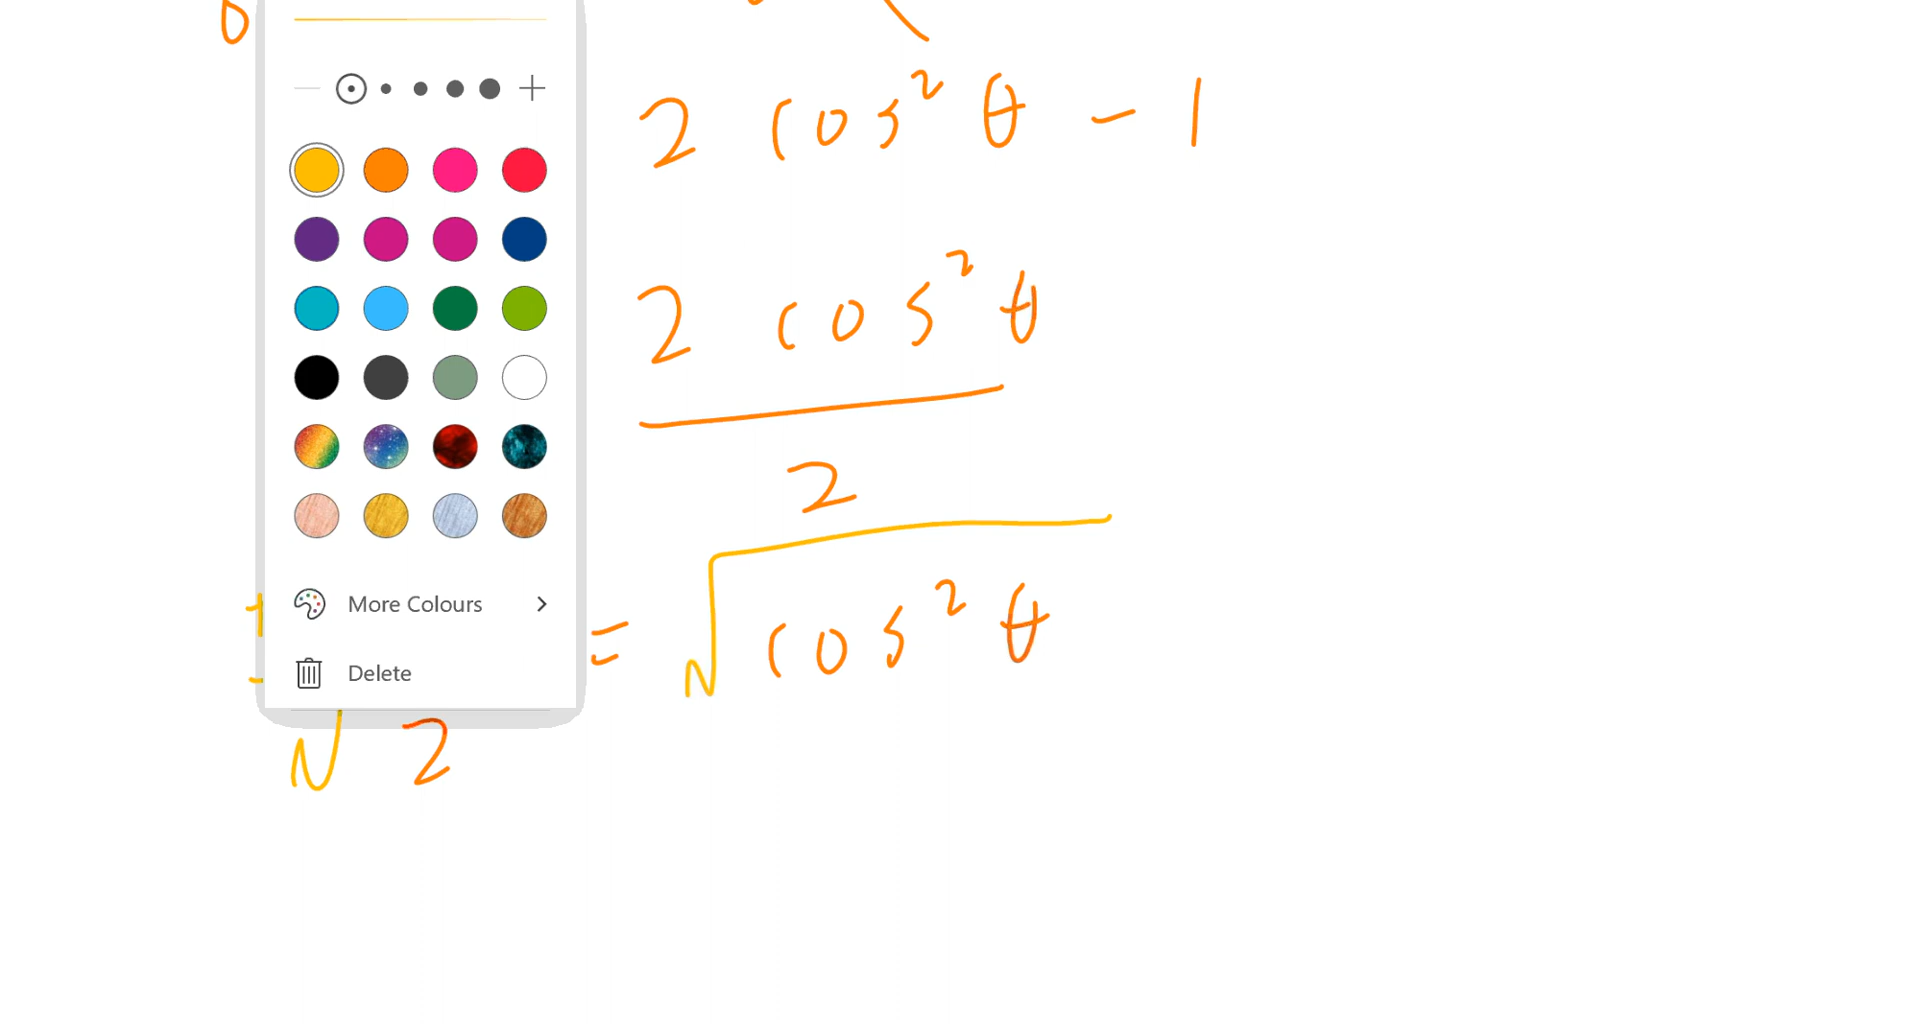 2 cos² θ - 1
2 cos² θ
2
= √cos² θ
More Colours
Delete
√ 2